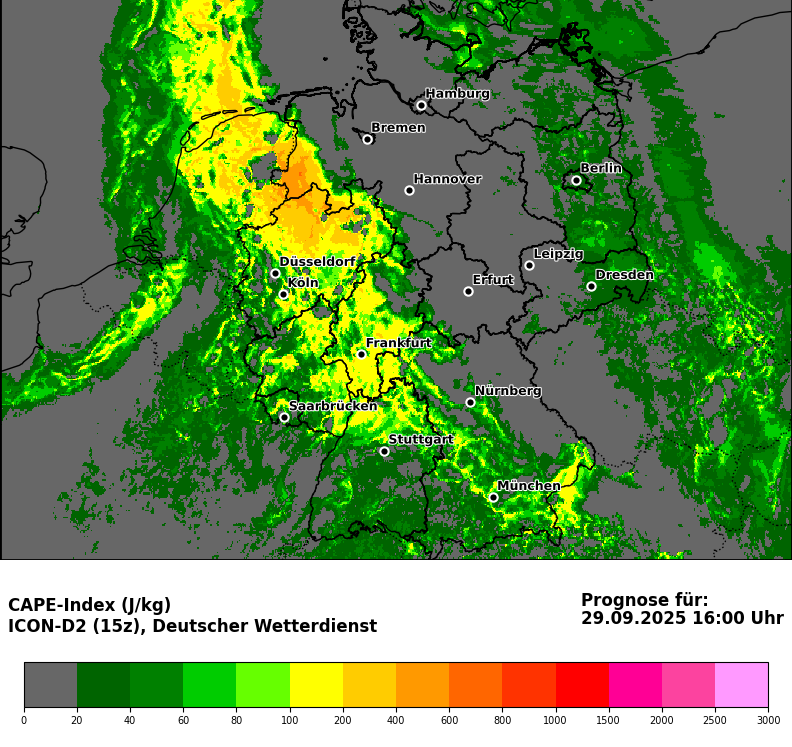 Hamburg
Bremen
Berlin
Hannover
Leipzig
Düsseldorf
Dresden
Erfurt
Köln
Frankfurt
Nürnberg
Saarbrücken
Stuttgart
München
CAPE-Index (J/kg)
ICON-D2 (15z), Deutscher Wetterdienst
Prognose für:
29.09.2025 16:00 Uhr
0 20 40 60 80 100 200 400 600 800 1000 1500 2000 2500 3000